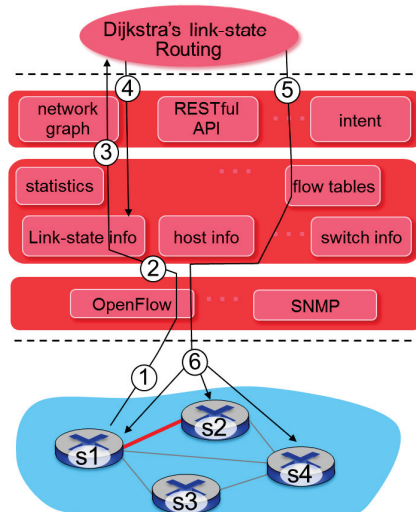 Dijkstra's link-state
Routing
4
5
network
graph
RESTful
API
intent
3
statistics
flow tables
Link-state info
host info
switch info
2
OpenFlow
SNMP
1
6
s2
s1
s4
s3